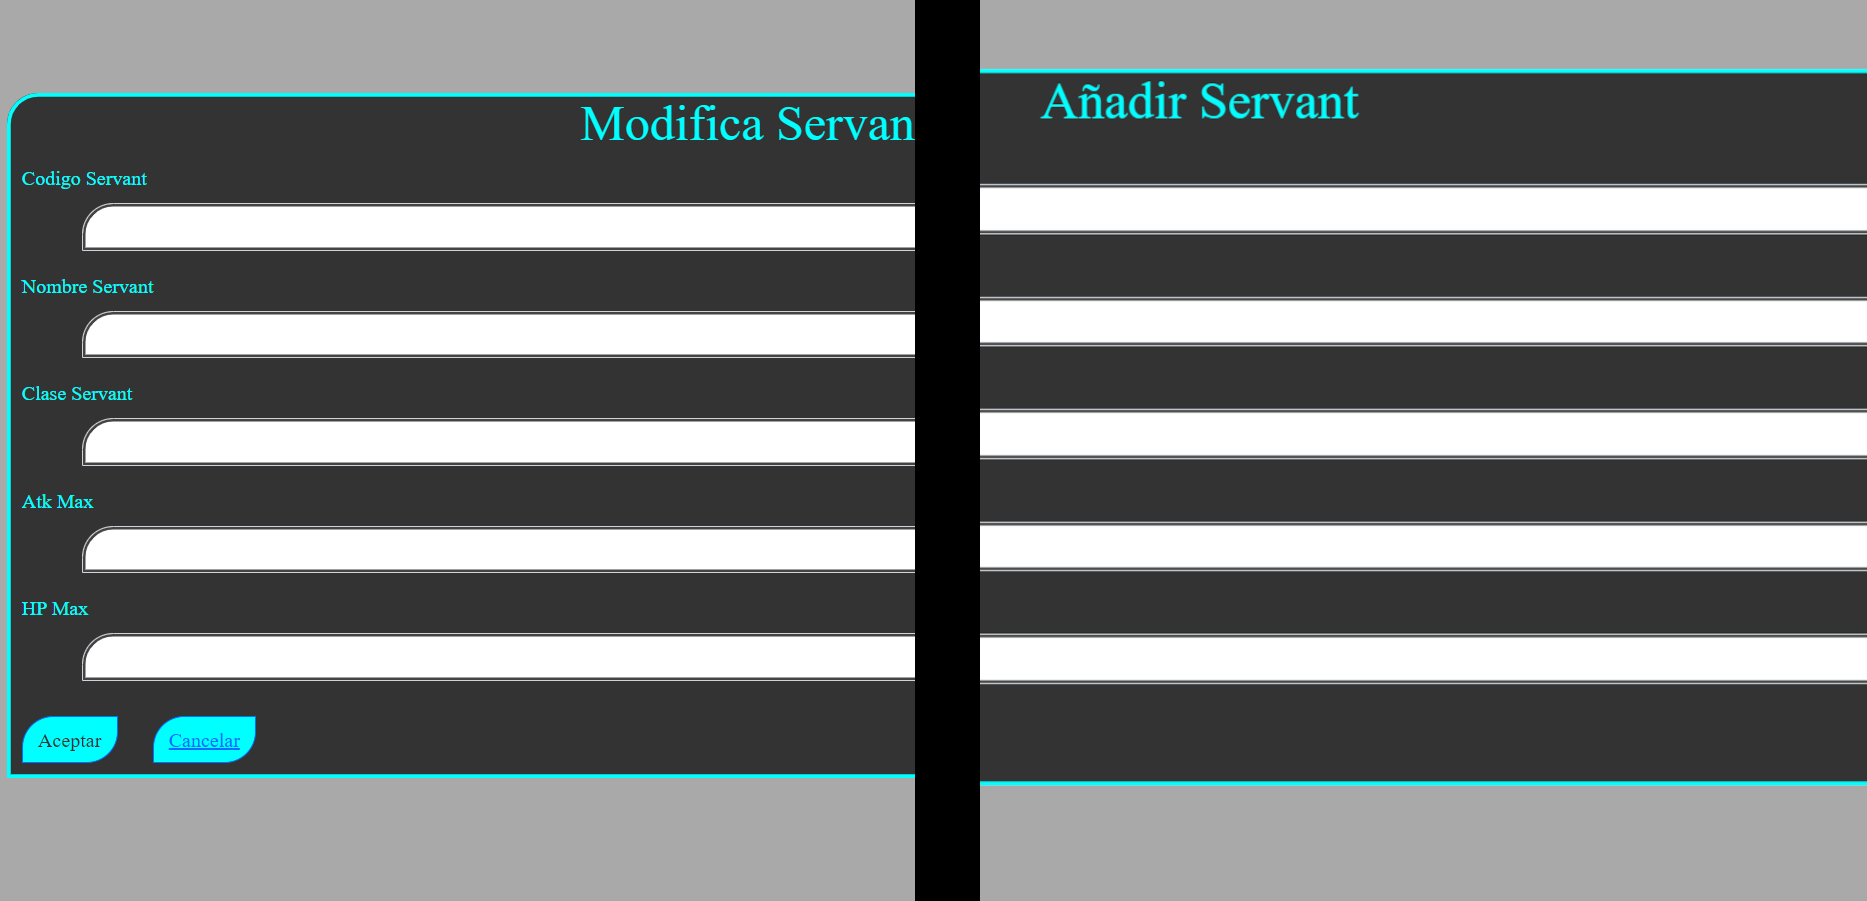 Modifica Servan
Codigo Servant
Nombre Servant
Clase Servant
Atk Max
HP Max
Aceptar
Cancelar
Añadir Servant